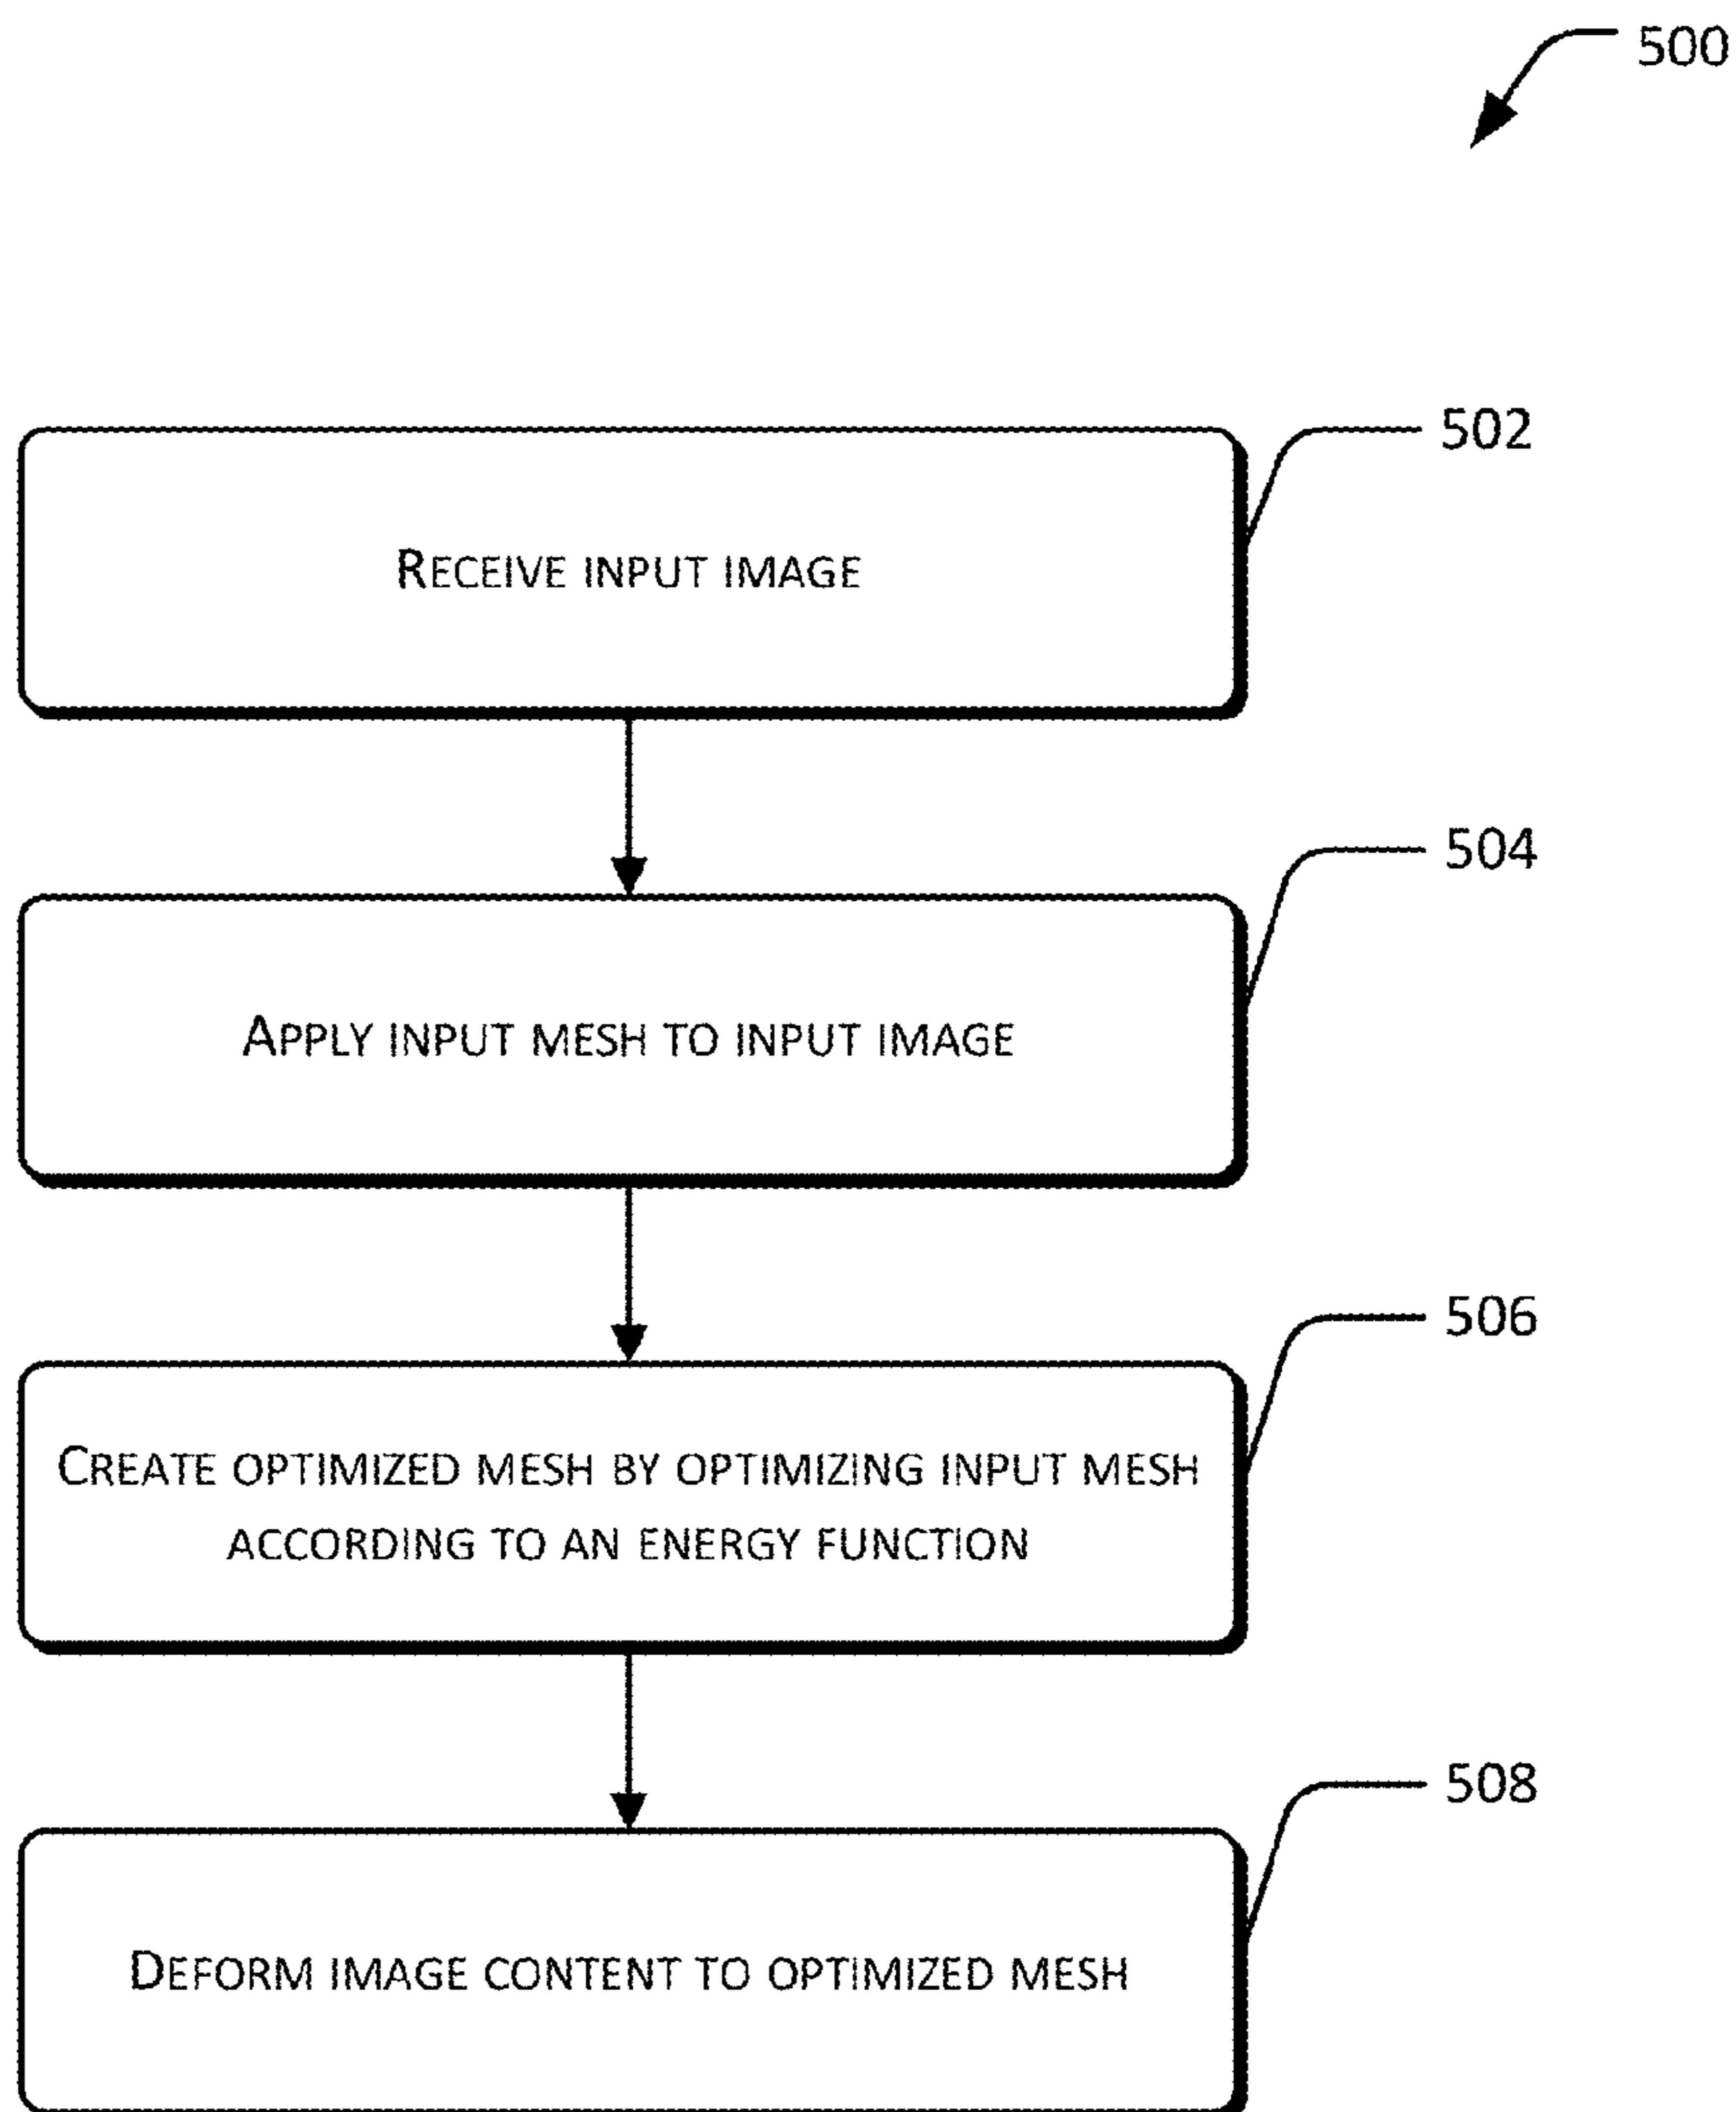 500
502
RECEIVE INPUT IMAGE
504
APPLY INPUT MESH TO INPUT IMAGE
506
CREATE OPTIMIZED MESH BY OPTIMIZING INPUT MESH
ACCORDING TO AN ENERGY FUNCTION
508
DEFORM IMAGE CONTENT TO OPTIMIZED MESH